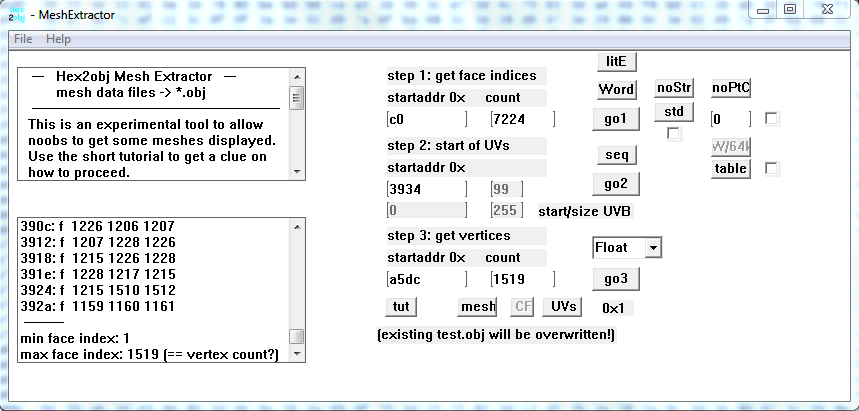 hex
2obj
- MeshExtractor
File Help
— Hex2obj Mesh Extractor —
mesh data files -> *.obj
This is an experimental tool to allow
noobs to get some meshes displayed.
Use the short tutorial to get a clue on
how to proceed.
390c: f 1226 1206 1207
3912: f 1207 1228 1226
3918: f 1215 1226 1228
391e: f 1228 1217 1215
3924: f 1215 1510 1512
392a: f 1159 1160 1161
min face index: 1
max face index: 1519 (== vertex count?)
step 1: get face indices
startaddr 0x count
[c0 ] [7224 ]
step 2: start of UVs
startaddr 0x
[3934 ] [99 ]
[0 ] [255 ] start/size UVB
step 3: get vertices
startaddr 0x count
[a5dc ] [1519 ]
tut mesh CF UVs 0x1
(existing test.obj will be overwritten!)
litE
Word noStr noPtC
go1 std [0 ]
seq W/64k
go2 table
Float
go3